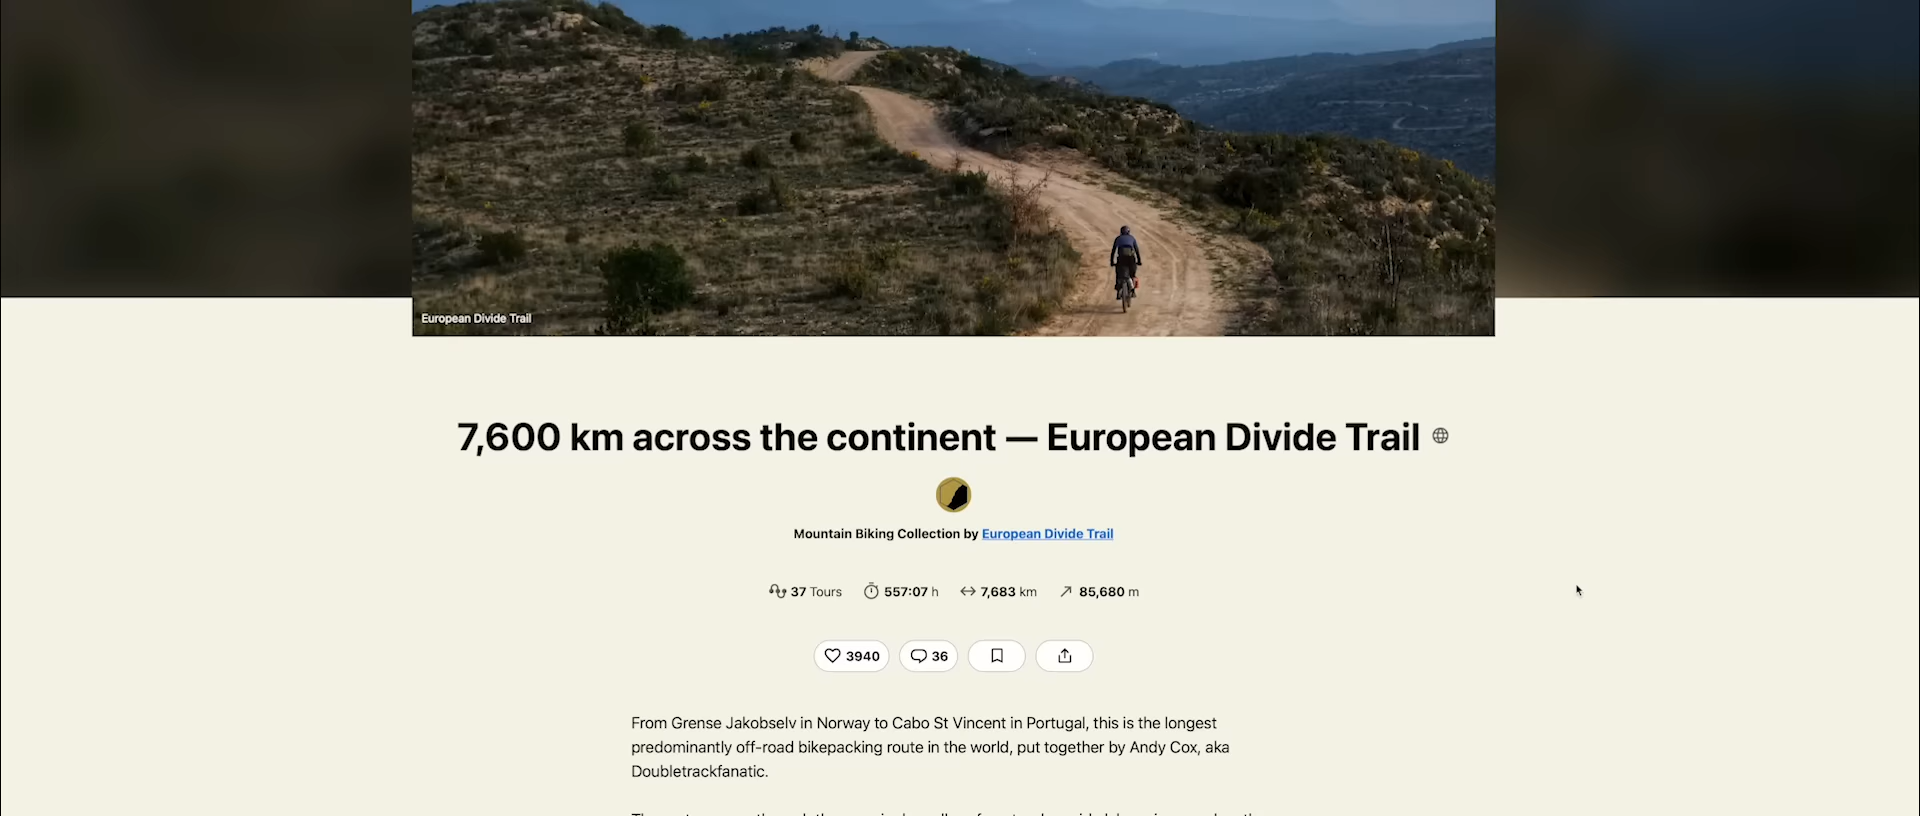 European Divide Trail
7,600 km across the continent — European Divide Trail
Mountain Biking Collection by European Divide Trail
37 Tours 557:07 h 7,683 km 85,680 m
3940 36
From Grense Jakobselv in Norway to Cabo St Vincent in Portugal, this is the longest
predominantly off-road bikepacking route in the world, put together by Andy Cox, aka
Doubletrackfanatic.